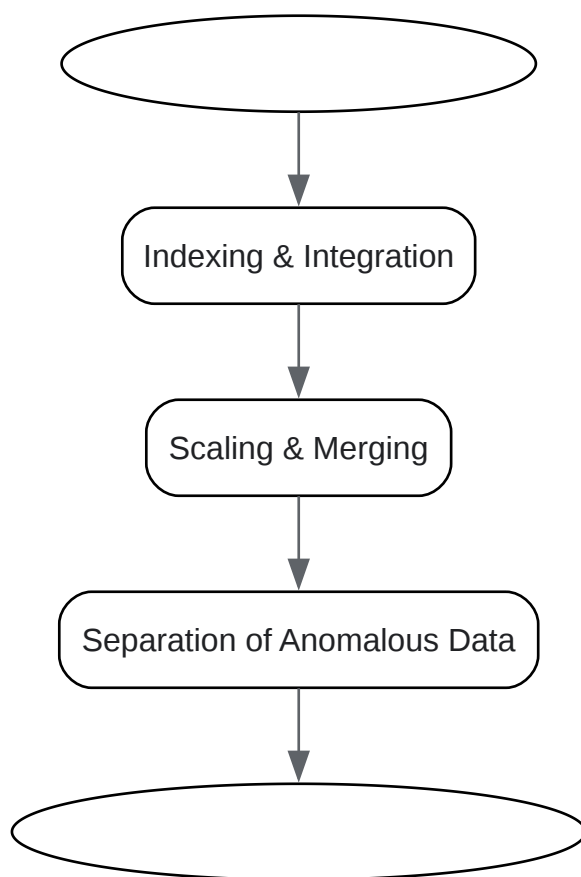 Indexing & Integration
Scaling & Merging
Separation of Anomalous Data